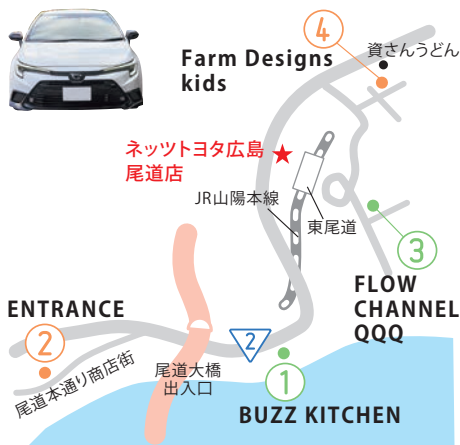 4
資さんうどん
Farm Designs
kids
ネッツトヨタ広島
尾道店
JR山陽本線
東尾道
3
FLOW
CHANNEL
QQQ
ENTRANCE
2
尾道本通り商店街
尾道大橋
出入口
2
1
BUZZ KITCHEN